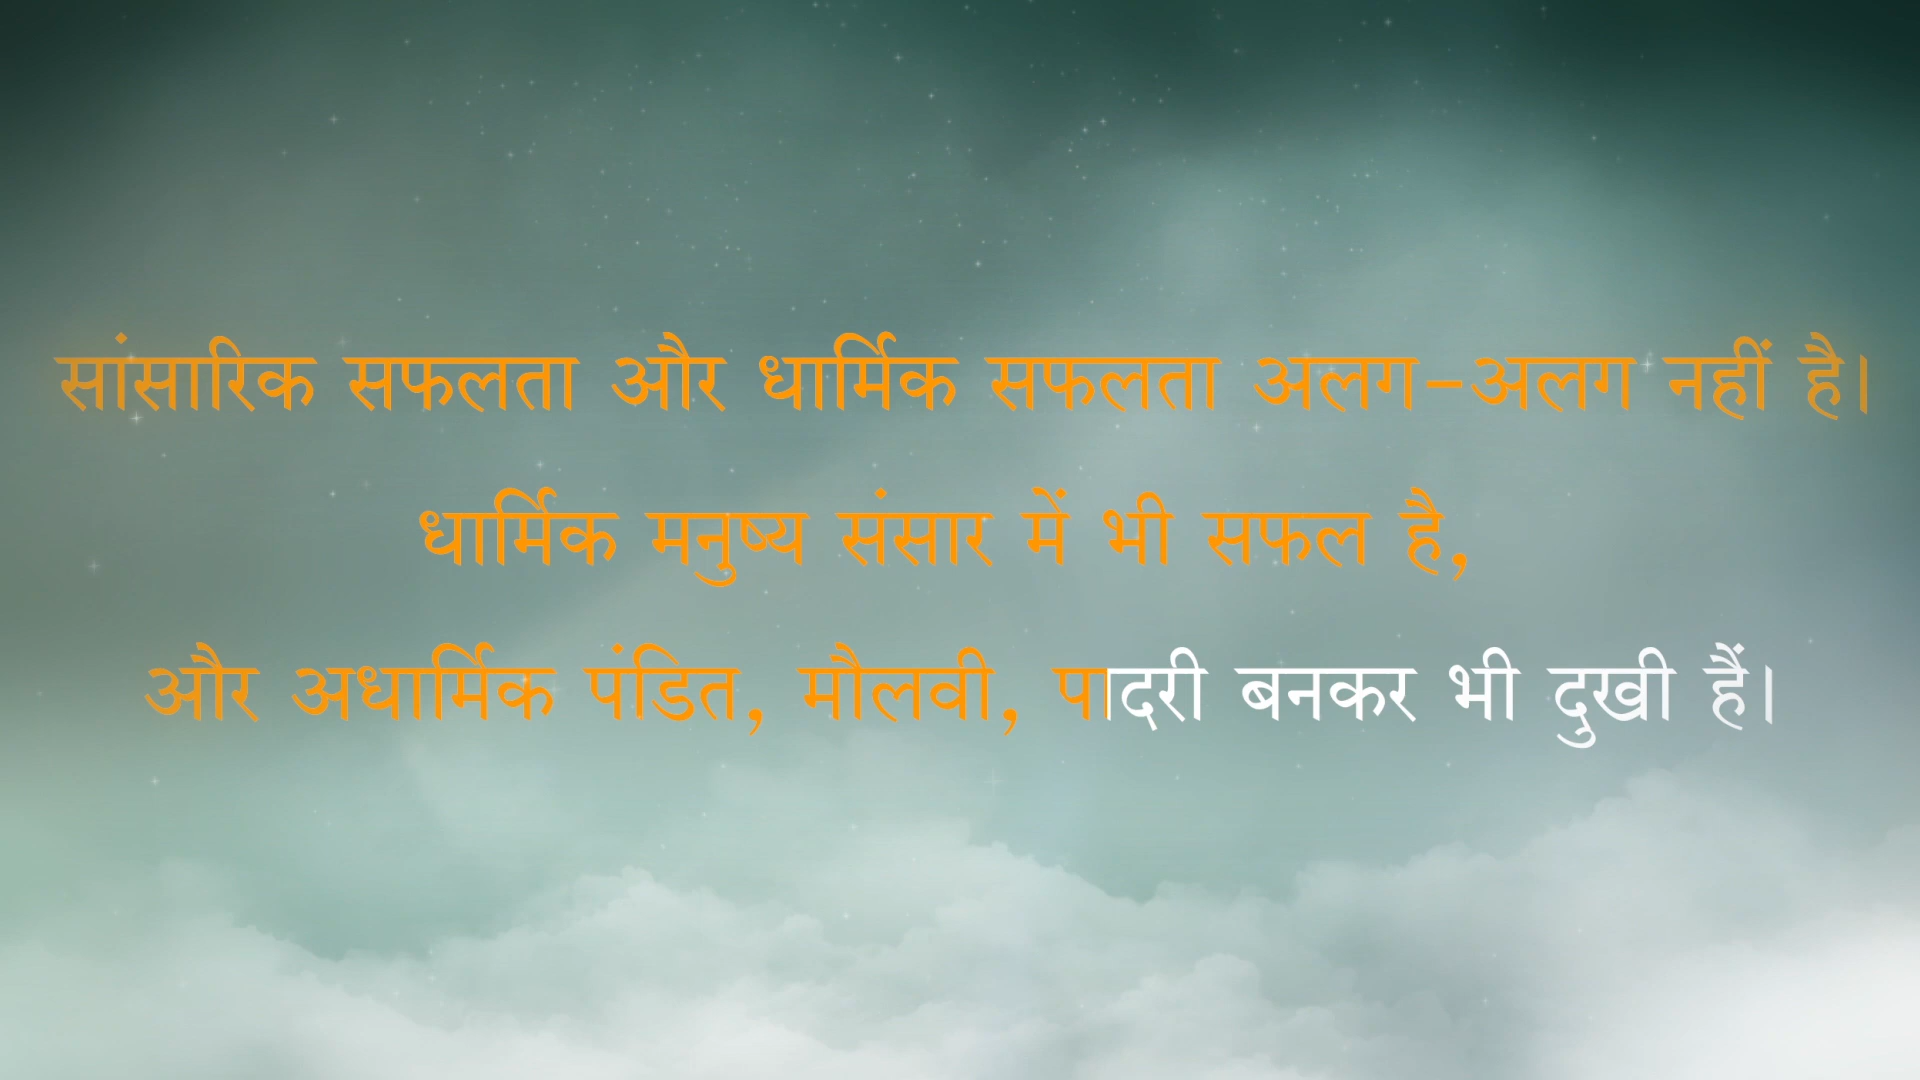 सांसारिक सफलता और धार्मिक सफलता अलग-अलग नहीं है।
धार्मिक मनुष्य संसार में भी सफल है,
और अधार्मिक पंडित, मौलवी, पादरी बनकर भी दुखी हैं।